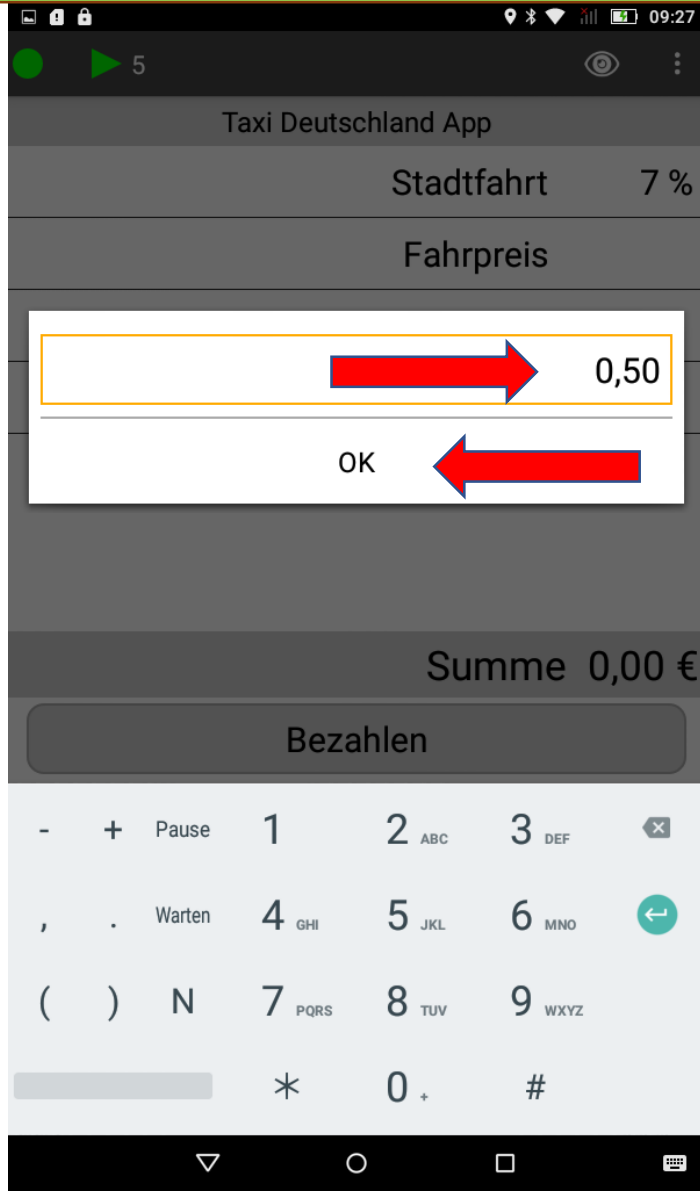 09:27
5
Taxi Deutschland App
Stadtfahrt 7 %
Fahrpreis
0,50
OK
Summe 0,00 €
Bezahlen
- + Pause 1 2 ABC 3 DEF
, . Warten 4 GHI 5 JKL 6 MNO
( ) N 7 PQRS 8 TUV 9 WXYZ
* 0 + #